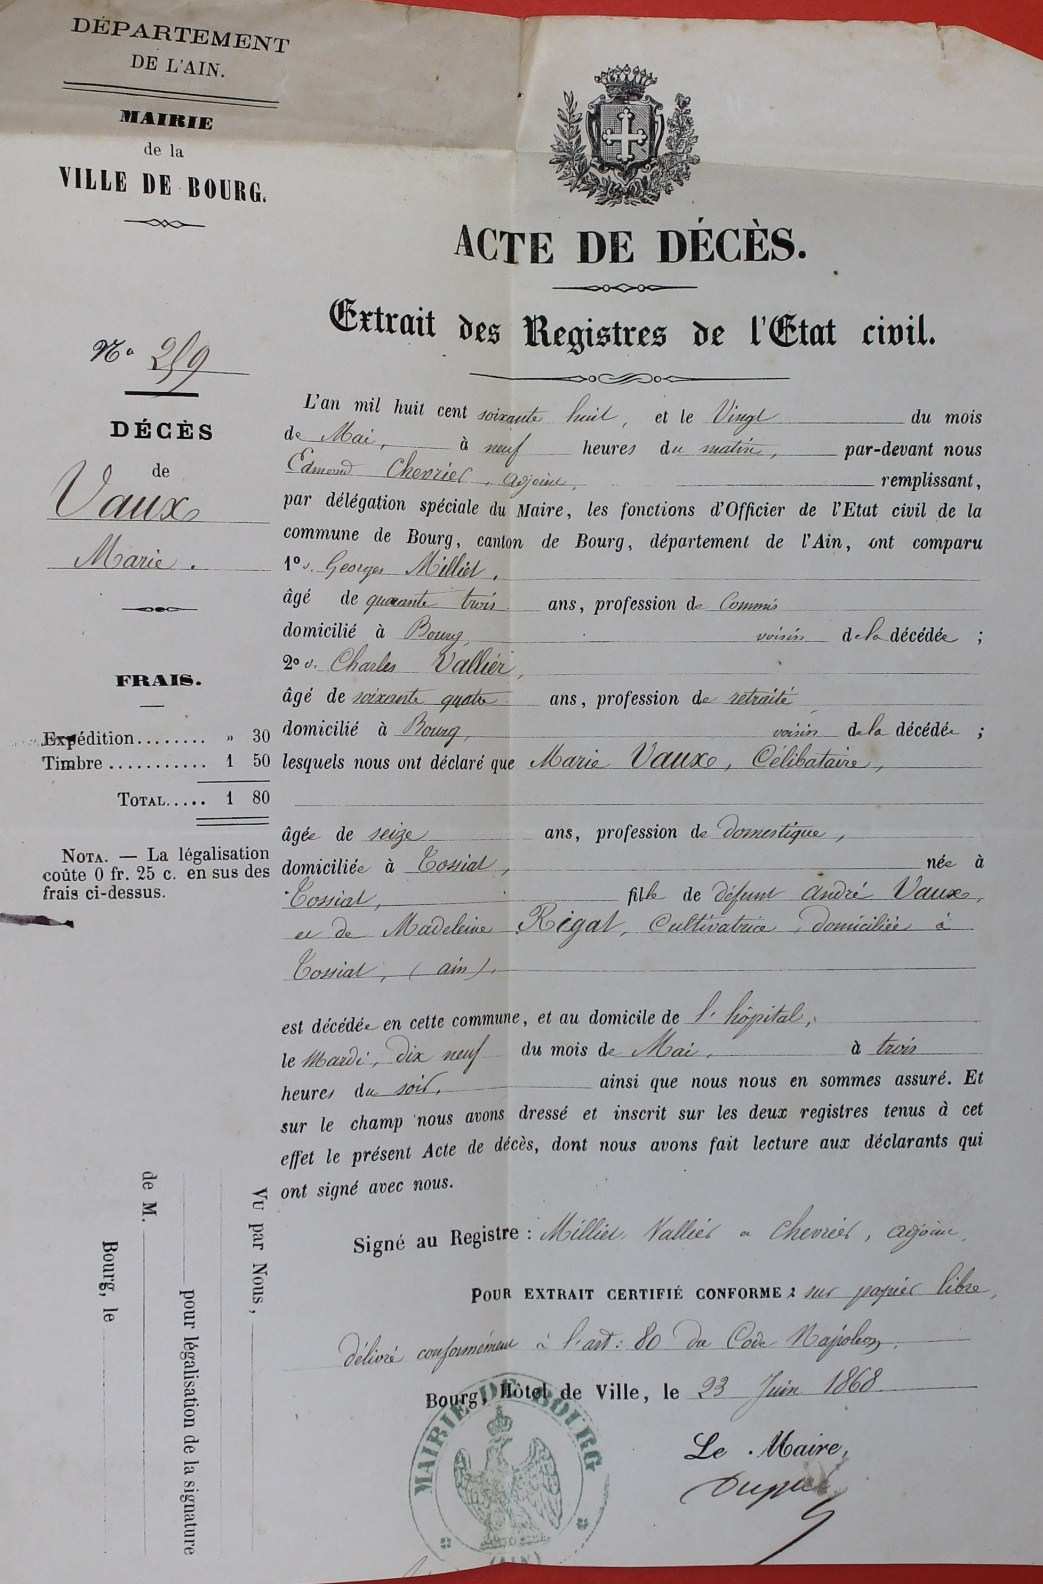 DÉPARTEMENT
DE L'AIN.
MAIRIE
de la
VILLE DE BOURG.
N° 259
DÉCÈS
de
Vaux
Marie.
FRAIS.
Expédition........ » 30
Timbre........... 1 50
TOTAL..... 1 80
NOTA. — La légalisation
coûte 0 fr. 25 c. en sus des
frais ci-dessus.
VU par Nous,
pour légalisation de la signature
de M.
Bourg, le
ACTE DE DÉCÈS.
Extrait des Registres de l'Etat civil.
L'an mil huit cent soixante huit, et le Vingt du mois
de Mai, à neuf heures du matin, par-devant nous
Edmond Chevrier, adjoint, remplissant,
par délégation spéciale du Maire, les fonctions d'Officier de l'Etat civil de la
commune de Bourg, canton de Bourg, département de l'Ain, ont comparu
1° s. Georges Milliet,
âgé de quarante trois ans, profession de Commis
domicilié à Bourg, voisin de la décédée ;
2° s. Charles Vallier,
âgé de soixante quatre ans, profession de retraité
domicilié à Bourg, voisin de la décédée ;
lesquels nous ont déclaré que Marie Vaux, Célibataire,
âgée de seize ans, profession de domestique,
domiciliée à Tossiat, née à
Tossiat, fille de défunt André Vaux,
et de Madeleine Rigat, Cultivatrice, domiciliée à
Tossiat, (ain),
est décédée en cette commune, et au domicile de l'hôpital,
le Mardi, dix neuf du mois de Mai, à trois
heures du soir, ainsi que nous nous en sommes assuré. Et
sur le champ nous avons dressé et inscrit sur les deux registres tenus à cet
effet le présent Acte de décès, dont nous avons fait lecture aux déclarants qui
ont signé avec nous.
Signé au Registre : Milliet, Vallier et Chevrier, adjoint,
POUR EXTRAIT CERTIFIÉ CONFORME : sur papier libre,
délivré conformément à l'art: 80 du Code Napoléon.
Bourg, Hôtel de Ville, le 23 Juin 1868
Le Maire,
MAIRIE DE BOURG
(AIN)